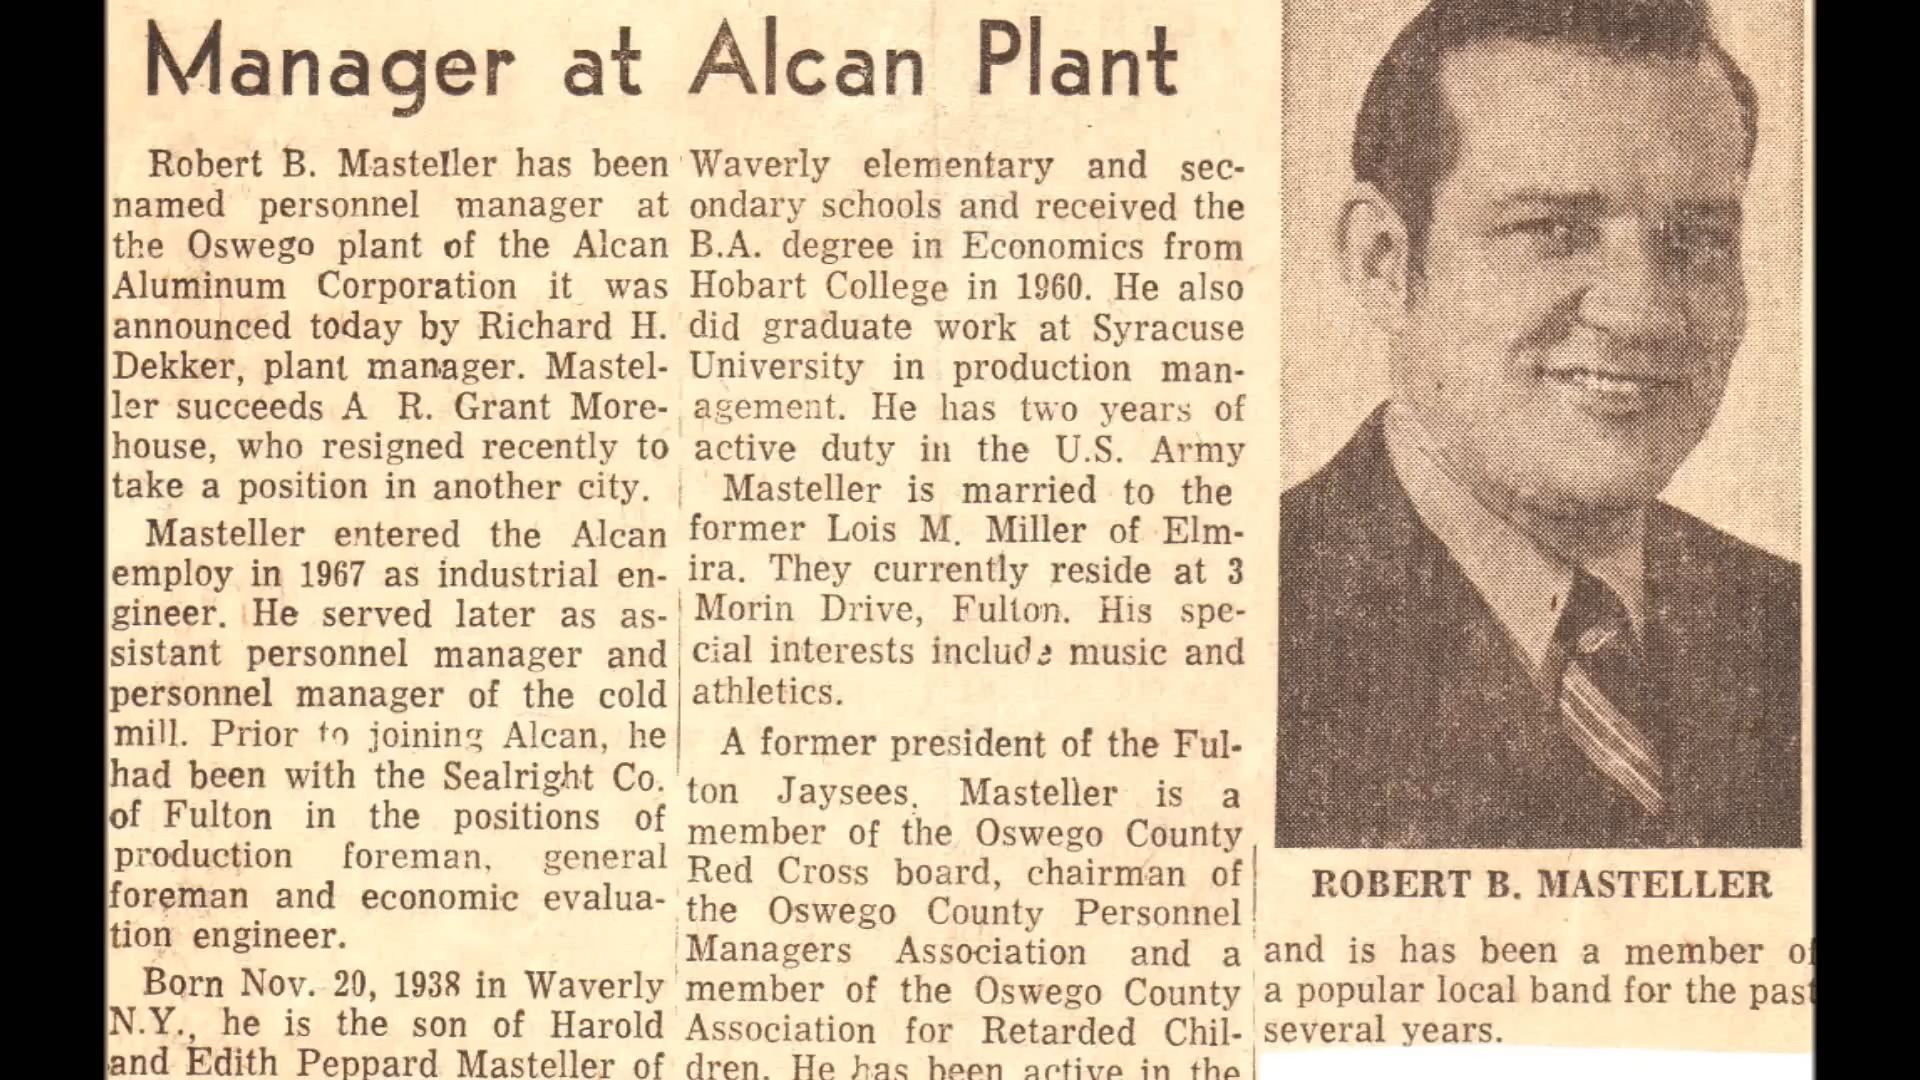 Manager at Alcan Plant
Robert B. Masteller has been
named personnel manager at
the Oswego plant of the Alcan
Aluminum Corporation it was
announced today by Richard H.
Dekker, plant manager. Mastel-
ler succeeds A R. Grant More-
house, who resigned recently to
take a position in another city.
Masteller entered the Alcan
employ in 1967 as industrial en-
gineer. He served later as as-
sistant personnel manager and
personnel manager of the cold
mill. Prior to joining Alcan, he
had been with the Sealright Co.
of Fulton in the positions of
production foreman, general
foreman and economic evalua-
tion engineer.
Born Nov. 20, 1938 in Waverly
N.Y., he is the son of Harold
and Edith Peppard Masteller of
Waverly elementary and sec-
ondary schools and received the
B.A. degree in Economics from
Hobart College in 1960. He also
did graduate work at Syracuse
University in production man-
agement. He has two years of
active duty in the U.S. Army
Masteller is married to the
former Lois M. Miller of Elm-
ira. They currently reside at 3
Morin Drive, Fulton. His spe-
cial interests include music and
athletics.
A former president of the Ful-
ton Jaysees. Masteller is a
member of the Oswego County
Red Cross board, chairman of
the Oswego County Personnel
Managers Association and a
member of the Oswego County
Association for Retarded Chil-
dren. He has been active in the
ROBERT B. MASTELLER
and is has been a member of
a popular local band for the past
several years.